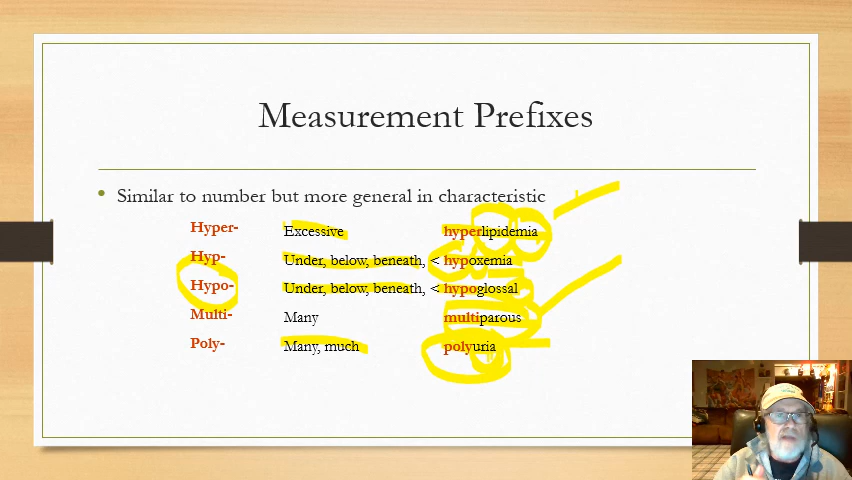 Measurement Prefixes
• Similar to number but more general in characteristic
Hyper- Excessive hyperlipidemia
Hyp- Under, below, beneath, < hypoxemia
Hypo- Under, below, beneath, < hypoglossal
Multi- Many multiparous
Poly- Many, much polyuria